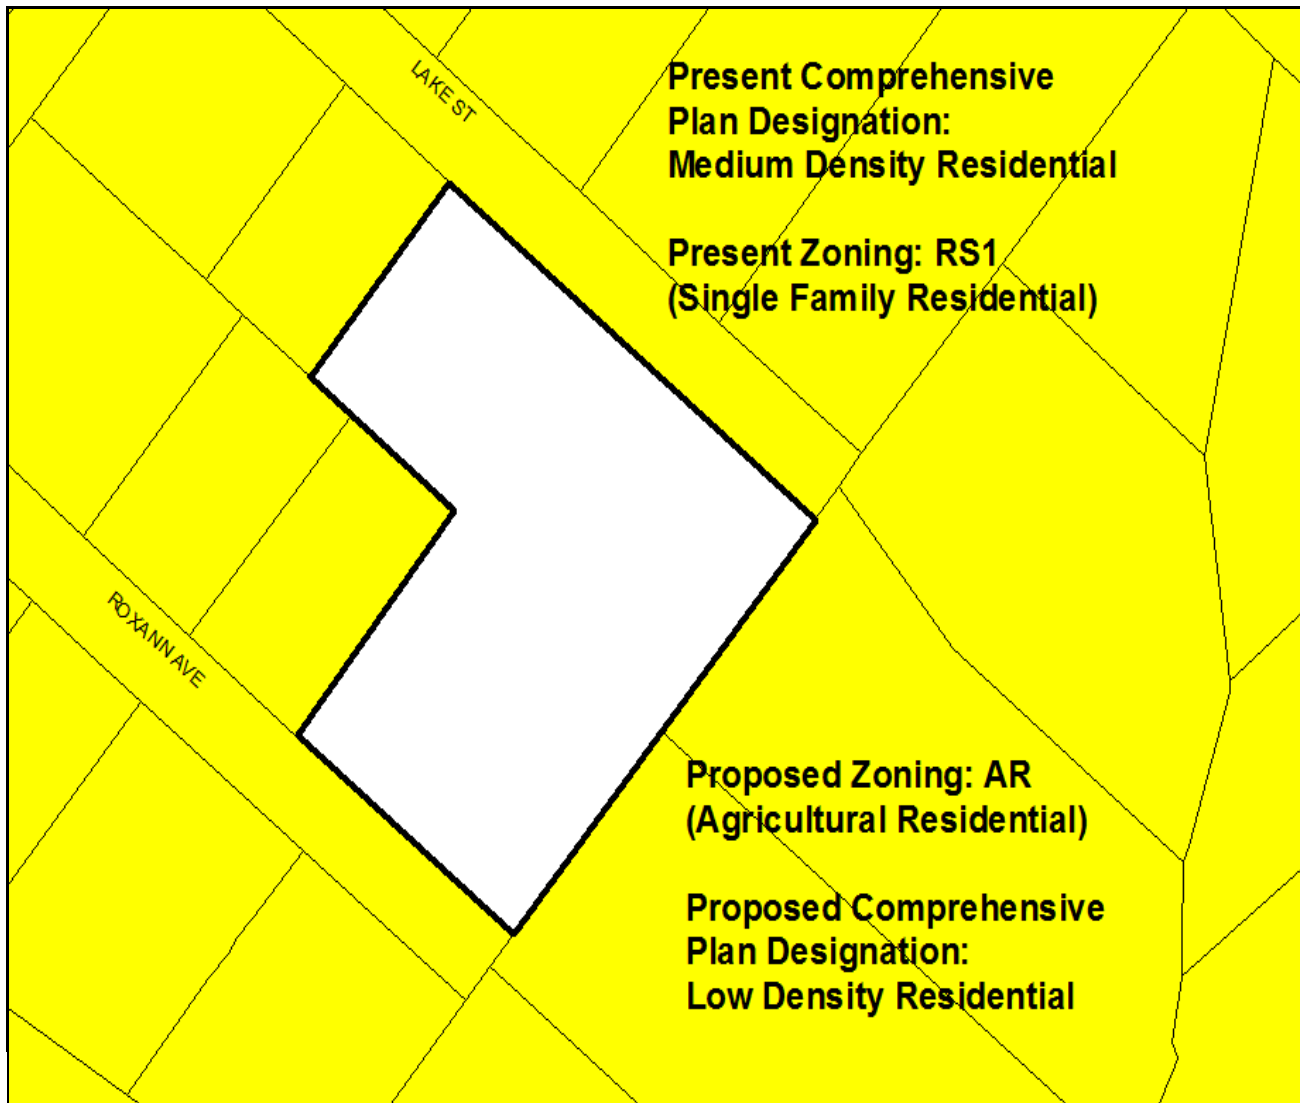 LAKE ST
Present Comprehensive
Plan Designation:
Medium Density Residential
Present Zoning: RS1
(Single Family Residential)
ROXANN AVE
Proposed Zoning: AR
(Agricultural Residential)
Proposed Comprehensive
Plan Designation:
Low Density Residential